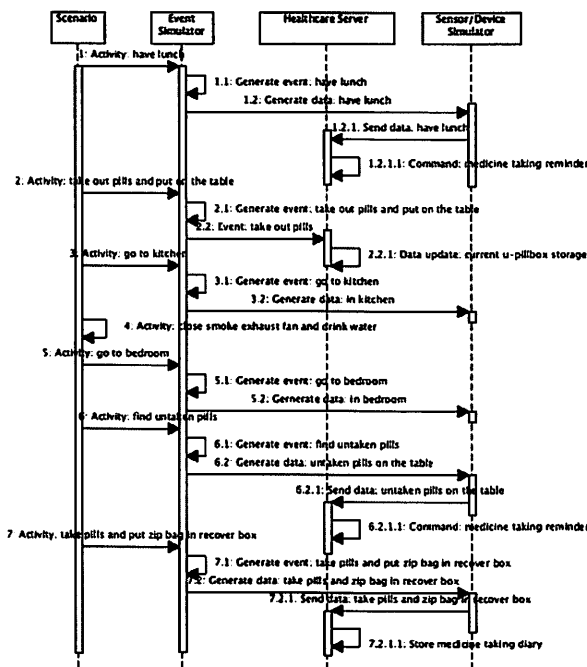 Scenario
Event
Simulator
Healthcare Server
Sensor/Device
Simulator
1: Activity: have lunch
1.1: Generate event: have lunch
1.2: Generate data: have lunch
1.2.1: Send data: have lunch
1.2.1.1: Command: medicine taking reminder
2: Activity: take out pills and put on the table
2.1: Generate event: take out pills and put on the table
2.2: Event: take out pills
2.2.1: Data update: current u-pillbox storage
3: Activity: go to kitchen
3.1: Generate event: go to kitchen
3.2: Generate data: in kitchen
4: Activity: close smoke exhaust fan and drink water
5: Activity: go to bedroom
5.1: Generate event: go to bedroom
5.2: Gernerate data: in bedroom
6: Activity: find untaken pills
6.1: Generate event: find untaken pills
6.2: Generate data: untaken pills on the table
6.2.1: Send data: untaken pills on the table
6.2.1.1: Command: medicine taking reminder
7: Activity: take pills and put zip bag in recover box
7.1: Generate event: take pills and put zip bag in recover box
7.2: Generate data: take pills and zip bag in recover box
7.2.1: Send data: take pills and zip bag in recover box
7.2.1.1: Store medicine taking diary